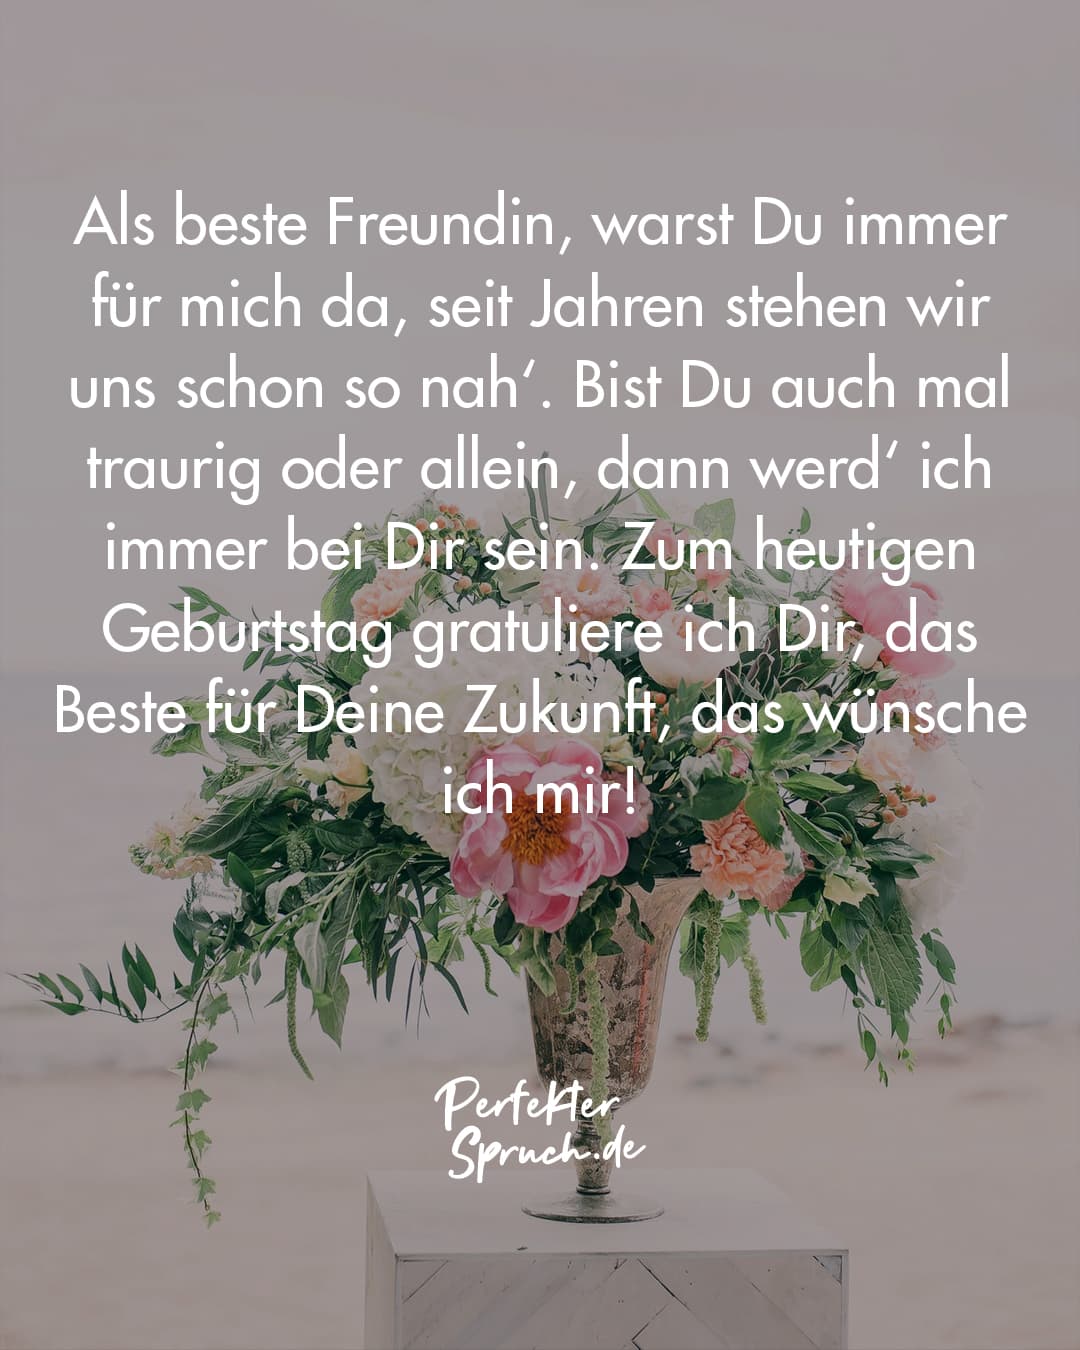 Als beste Freundin, warst Du immer
für mich da, seit Jahren stehen wir
uns schon so nah‘. Bist Du auch mal
traurig oder allein, dann werd‘ ich
immer bei Dir sein. Zum heutigen
Geburtstag gratuliere ich Dir, das
Beste für Deine Zukunft, das wünsche
ich mir!
Perfekter
Spruch.de